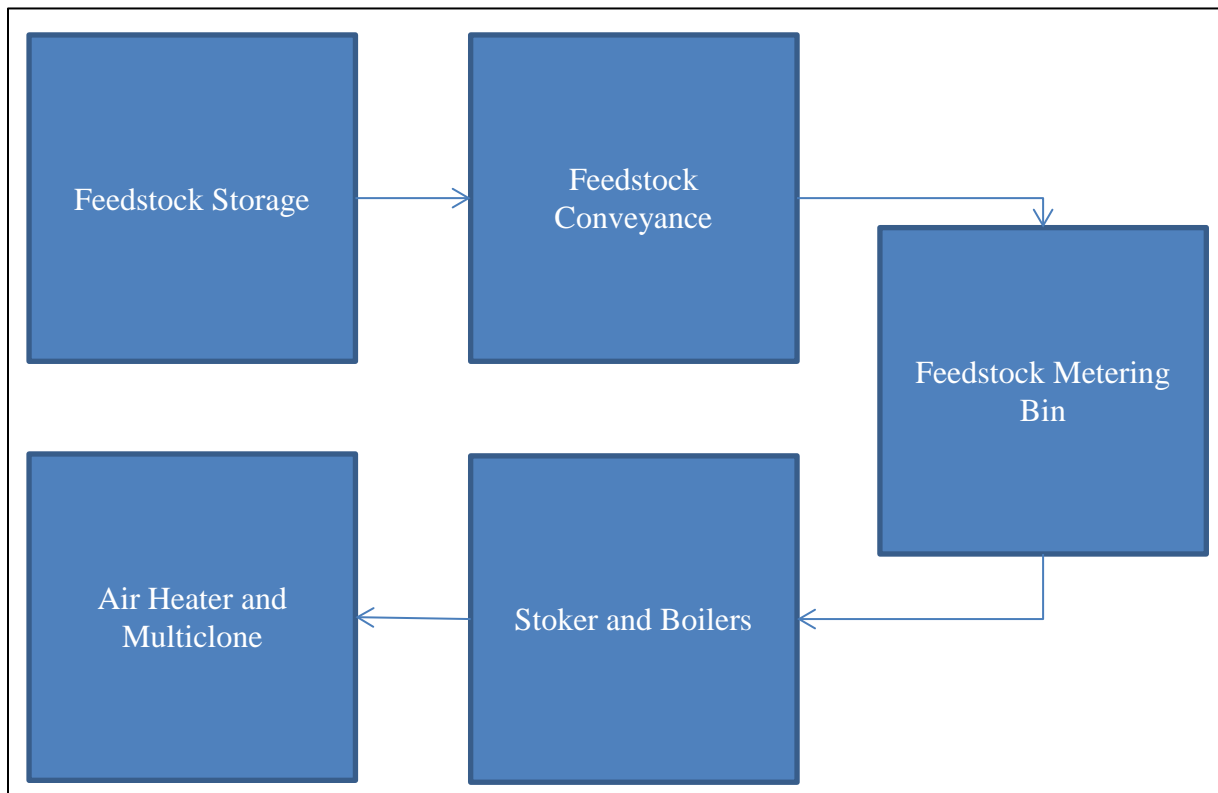 Feedstock Storage
Feedstock
Conveyance
Feedstock Metering
Bin
Stoker and Boilers
Air Heater and
Multiclone